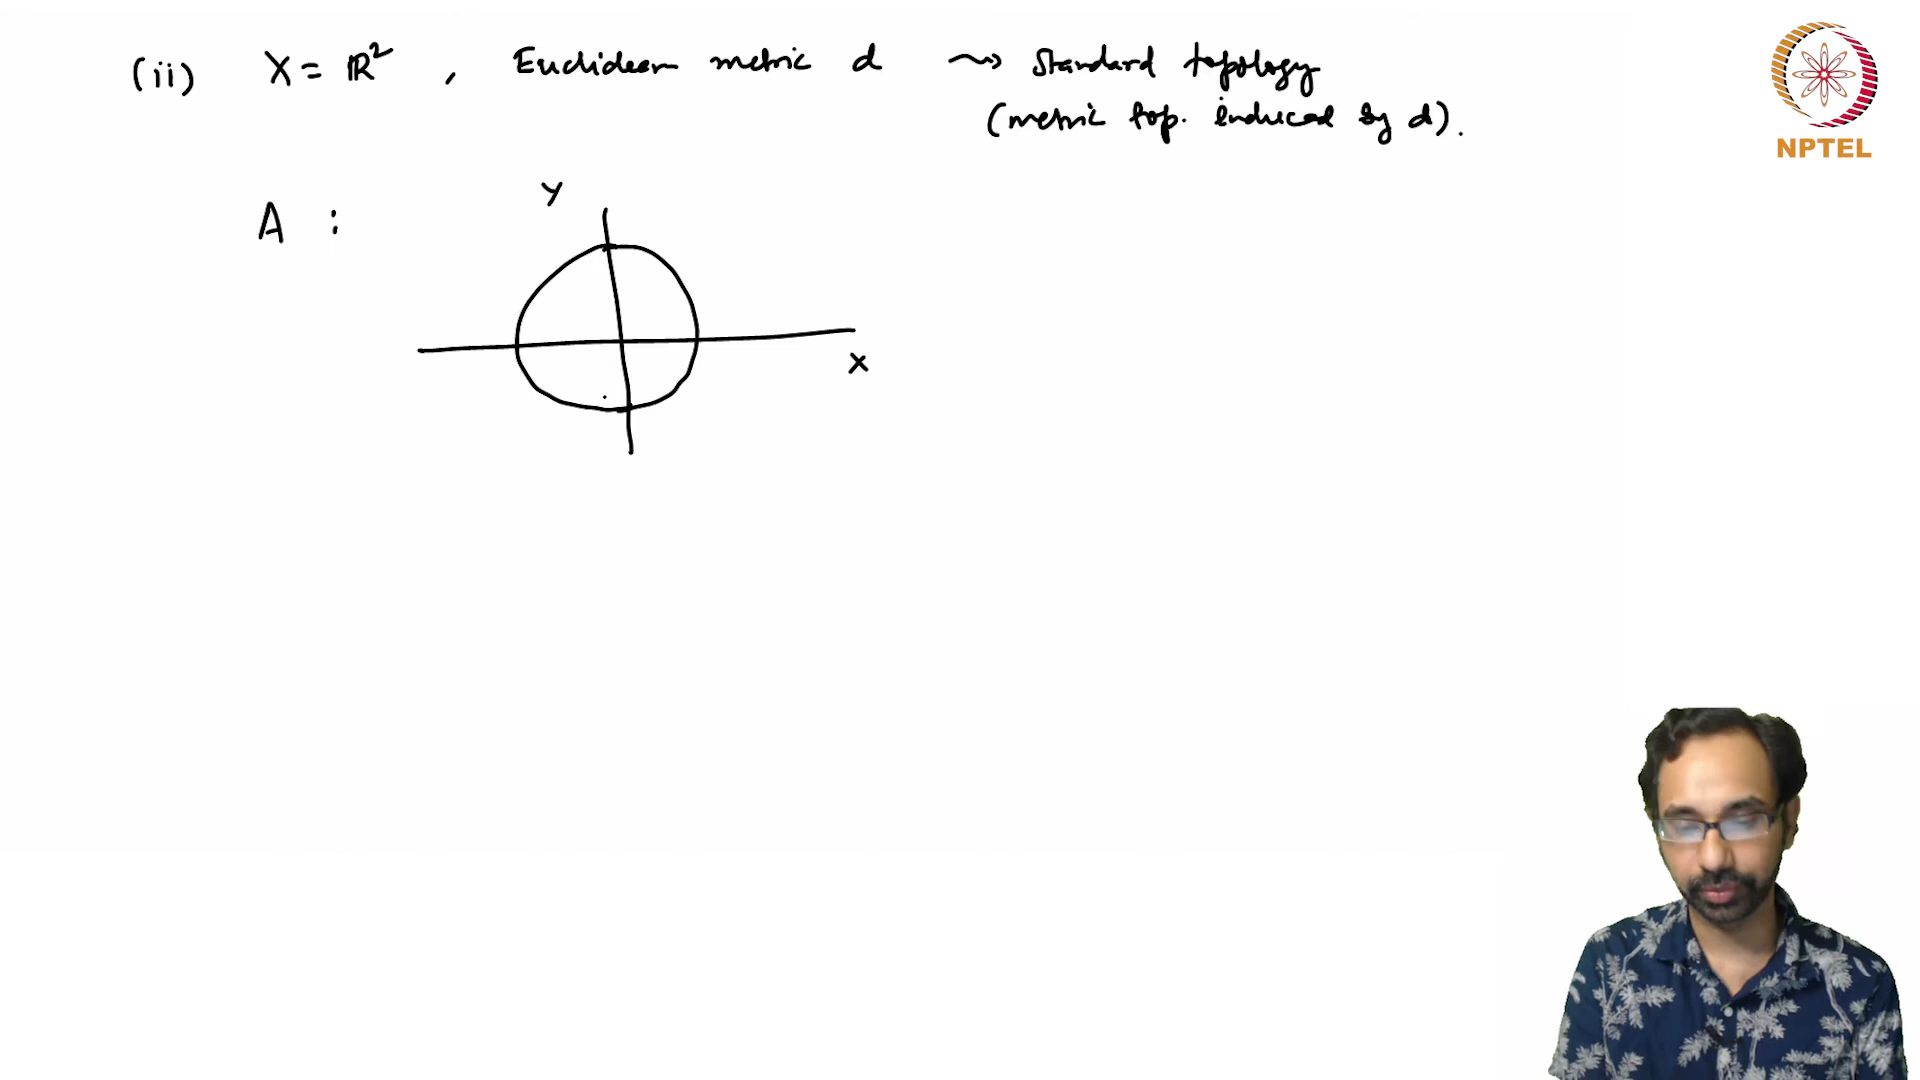 (ii) X = ℝ² , Euclidean metric d ⇝ Standard topology
(metric top. induced by d).
NPTEL
A :
y
x